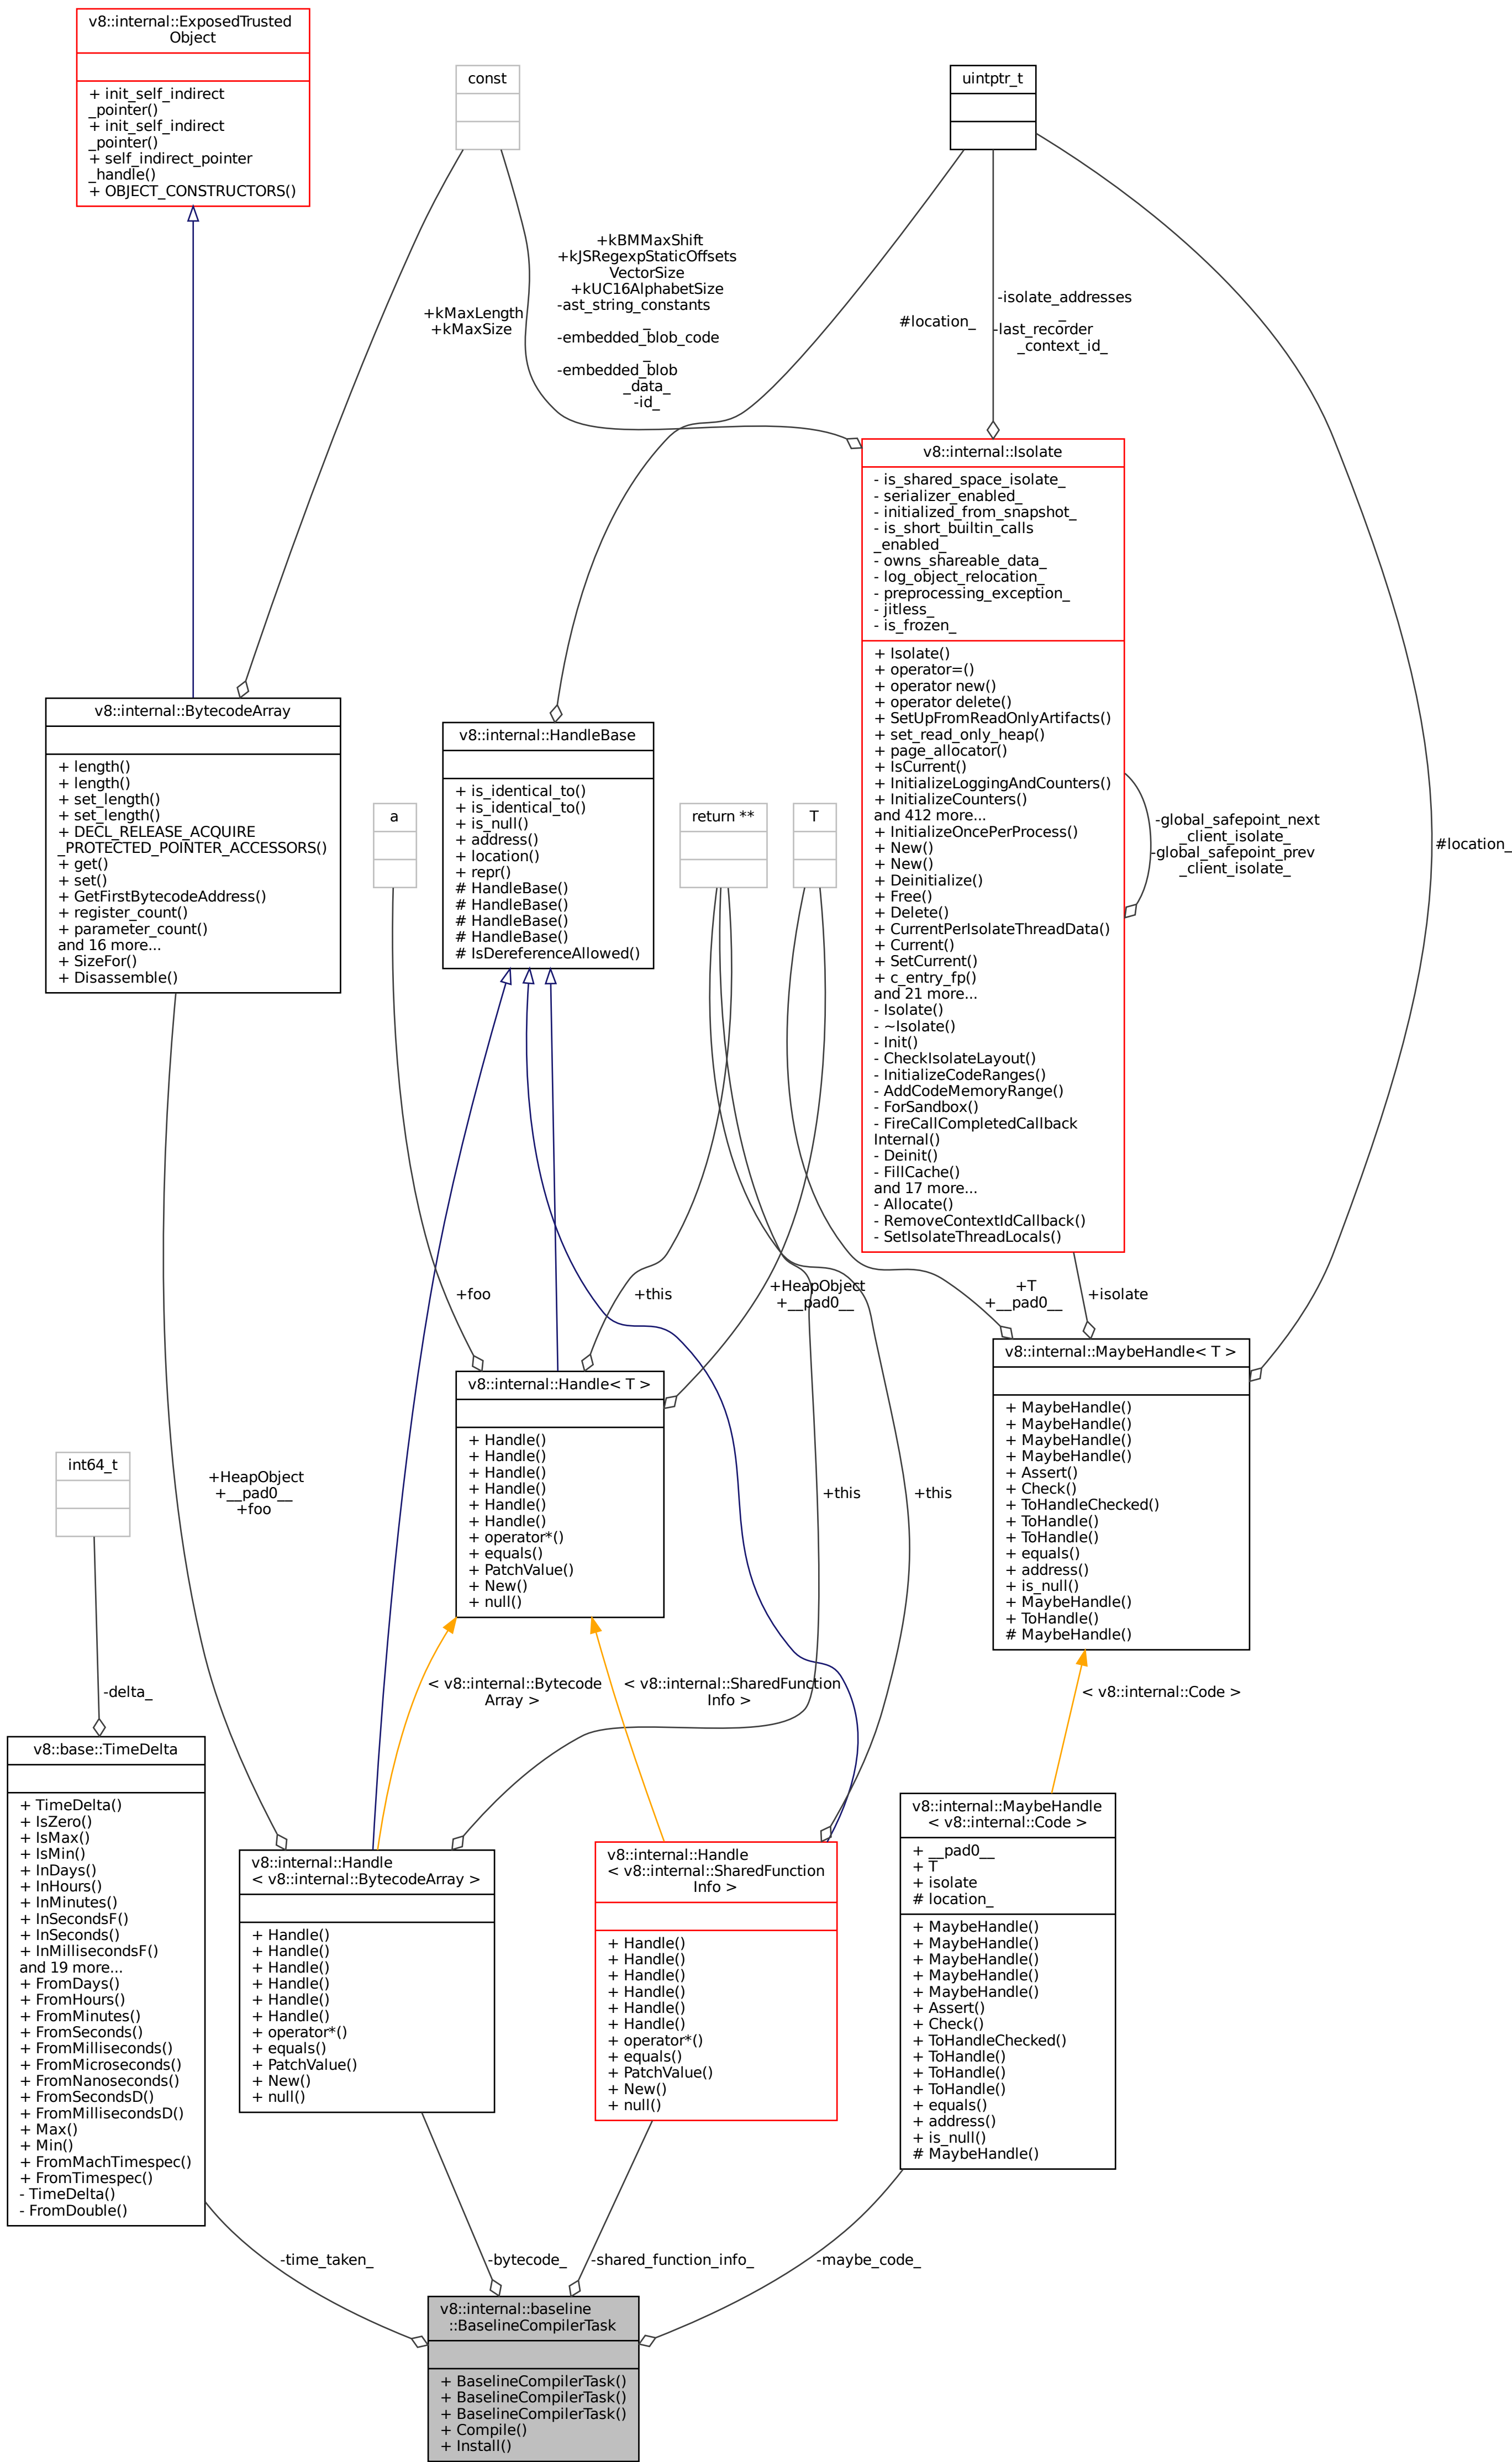 v8::internal::ExposedTrusted
Object
+ init_self_indirect
_pointer()
+ init_self_indirect
_pointer()
+ self_indirect_pointer
_handle()
+ OBJECT_CONSTRUCTORS()
const
uintptr_t
+kMaxLength
+kMaxSize
+kBMMaxShift
+kJSRegexpStaticOffsets
VectorSize
+kUC16AlphabetSize
-ast_string_constants
_
-embedded_blob_code
_
-embedded_blob
_data_
-id_
#location_
-isolate_addresses
_
-last_recorder
_context_id_
v8::internal::Isolate
- is_shared_space_isolate_
- serializer_enabled_
- initialized_from_snapshot_
- is_short_builtin_calls
_enabled_
- owns_shareable_data_
- log_object_relocation_
- preprocessing_exception_
- jitless_
- is_frozen_
+ Isolate()
+ operator=()
+ operator new()
+ operator delete()
+ SetUpFromReadOnlyArtifacts()
+ set_read_only_heap()
+ page_allocator()
+ IsCurrent()
+ InitializeLoggingAndCounters()
+ InitializeCounters()
and 412 more...
+ InitializeOncePerProcess()
+ New()
+ New()
+ Deinitialize()
+ Free()
+ Delete()
+ CurrentPerIsolateThreadData()
+ Current()
+ SetCurrent()
+ c_entry_fp()
and 21 more...
- Isolate()
- ~Isolate()
- Init()
- CheckIsolateLayout()
- InitializeCodeRanges()
- AddCodeMemoryRange()
- ForSandbox()
- FireCallCompletedCallback
Internal()
- Deinit()
- FillCache()
and 17 more...
- Allocate()
- RemoveContextIdCallback()
- SetIsolateThreadLocals()
-global_safepoint_next
_client_isolate_
-global_safepoint_prev
_client_isolate_
#location_
v8::internal::BytecodeArray
+ length()
+ length()
+ set_length()
+ set_length()
+ DECL_RELEASE_ACQUIRE
_PROTECTED_POINTER_ACCESSORS()
+ get()
+ set()
+ GetFirstBytecodeAddress()
+ register_count()
+ parameter_count()
and 16 more...
+ SizeFor()
+ Disassemble()
a
v8::internal::HandleBase
+ is_identical_to()
+ is_identical_to()
+ is_null()
+ address()
+ location()
+ repr()
# HandleBase()
# HandleBase()
# HandleBase()
# HandleBase()
# IsDereferenceAllowed()
return **
T
+foo
+this
+HeapObject
+__pad0__
+T
+__pad0__
+isolate
v8::internal::Handle< T >
+ Handle()
+ Handle()
+ Handle()
+ Handle()
+ Handle()
+ Handle()
+ operator*()
+ equals()
+ PatchValue()
+ New()
+ null()
v8::internal::MaybeHandle< T >
+ MaybeHandle()
+ MaybeHandle()
+ MaybeHandle()
+ MaybeHandle()
+ Assert()
+ Check()
+ ToHandleChecked()
+ ToHandle()
+ ToHandle()
+ equals()
+ address()
+ is_null()
+ MaybeHandle()
+ ToHandle()
# MaybeHandle()
int64_t
+HeapObject
+__pad0__
+foo
+this
+this
-delta_
< v8::internal::Bytecode
Array >
< v8::internal::SharedFunction
Info >
< v8::internal::Code >
v8::base::TimeDelta
+ TimeDelta()
+ IsZero()
+ IsMax()
+ IsMin()
+ InDays()
+ InHours()
+ InMinutes()
+ InSecondsF()
+ InSeconds()
+ InMillisecondsF()
and 19 more...
+ FromDays()
+ FromHours()
+ FromMinutes()
+ FromSeconds()
+ FromMilliseconds()
+ FromMicroseconds()
+ FromNanoseconds()
+ FromSecondsD()
+ FromMillisecondsD()
+ Max()
+ Min()
+ FromMachTimespec()
+ FromTimespec()
- TimeDelta()
- FromDouble()
v8::internal::Handle
< v8::internal::BytecodeArray >
+ Handle()
+ Handle()
+ Handle()
+ Handle()
+ Handle()
+ Handle()
+ operator*()
+ equals()
+ PatchValue()
+ New()
+ null()
v8::internal::Handle
< v8::internal::SharedFunction
Info >
+ Handle()
+ Handle()
+ Handle()
+ Handle()
+ Handle()
+ Handle()
+ operator*()
+ equals()
+ PatchValue()
+ New()
+ null()
v8::internal::MaybeHandle
< v8::internal::Code >
+ __pad0__
+ T
+ isolate
# location_
+ MaybeHandle()
+ MaybeHandle()
+ MaybeHandle()
+ MaybeHandle()
+ MaybeHandle()
+ Assert()
+ Check()
+ ToHandleChecked()
+ ToHandle()
+ ToHandle()
+ ToHandle()
+ equals()
+ address()
+ is_null()
# MaybeHandle()
-time_taken_
-bytecode_
-shared_function_info_
-maybe_code_
v8::internal::baseline
::BaselineCompilerTask
+ BaselineCompilerTask()
+ BaselineCompilerTask()
+ BaselineCompilerTask()
+ Compile()
+ Install()